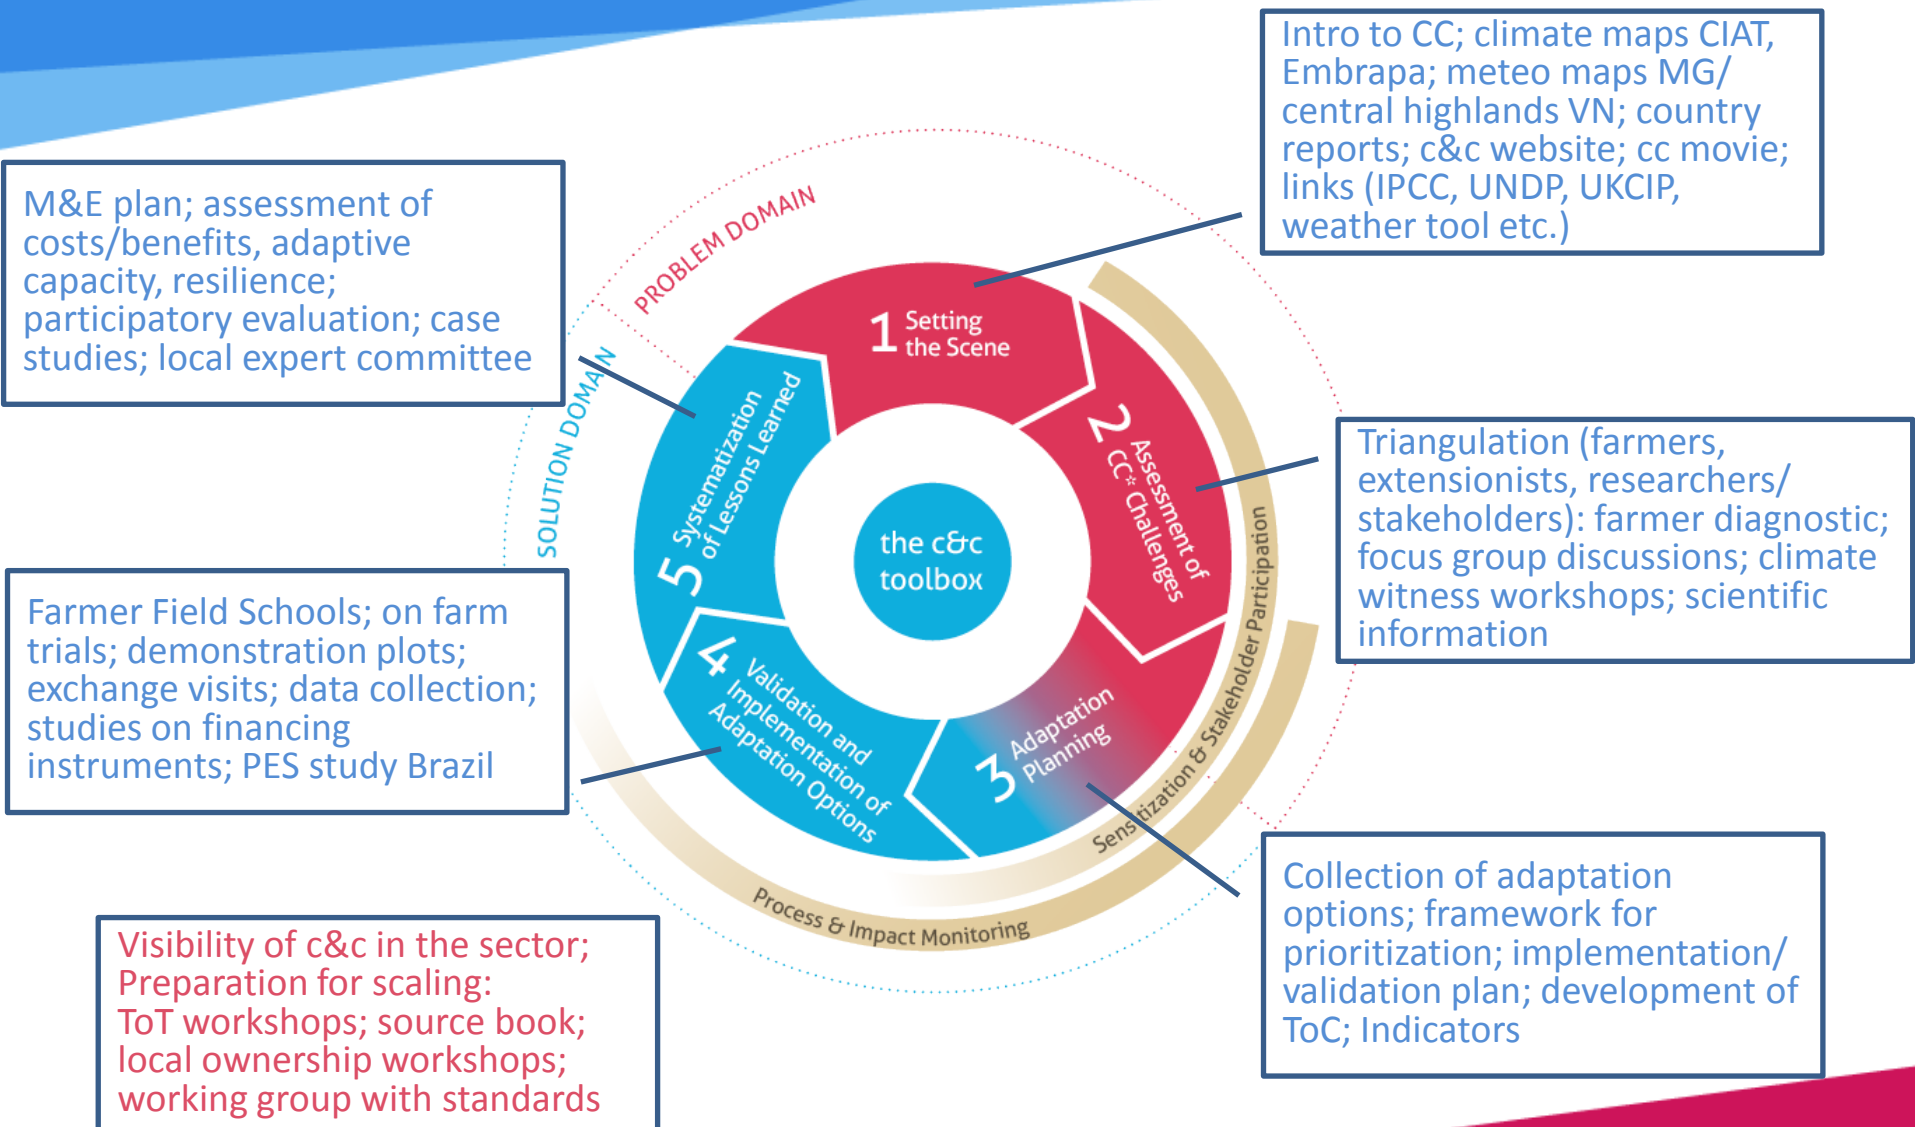 Intro to CC; climate maps CIAT,
Embrapa; meteo maps MG/
central highlands VN; country
reports; c&c website; cc movie;
links (IPCC, UNDP, UKCIP,
weather tool etc.)
M&E plan; assessment of
costs/benefits, adaptive
capacity, resilience;
participatory evaluation; case
studies; local expert committee
PROBLEM DOMAIN
SOLUTION DOMAIN
1 Setting
the Scene
2 Assessment of
CC* Challenges
3 Adaptation
Planning
4 Validation and
Implementation of
Adaptation Options
5 Systematization
of Lessons Learned
the c&c
toolbox
Sensitization & Stakeholder Participation
Process & Impact Monitoring
Triangulation (farmers,
extensionists, researchers/
stakeholders): farmer diagnostic;
focus group discussions; climate
witness workshops; scientific
information
Farmer Field Schools; on farm
trials; demonstration plots;
exchange visits; data collection;
studies on financing
instruments; PES study Brazil
Collection of adaptation
options; framework for
prioritization; implementation/
validation plan; development of
ToC; Indicators
Visibility of c&c in the sector;
Preparation for scaling:
ToT workshops; source book;
local ownership workshops;
working group with standards